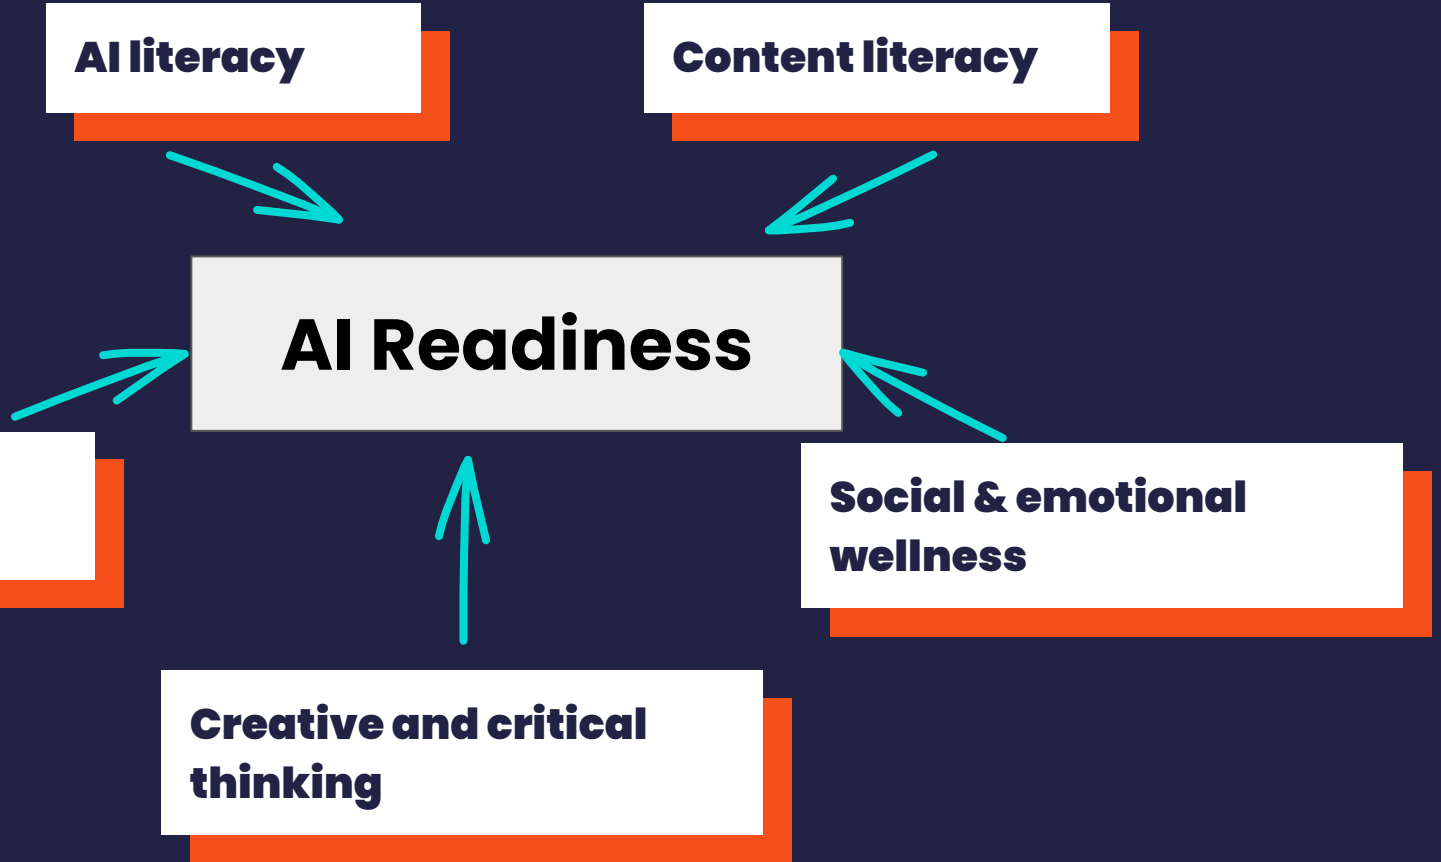 AI literacy
Content literacy
AI Readiness
Social & emotional
wellness
Creative and critical
thinking